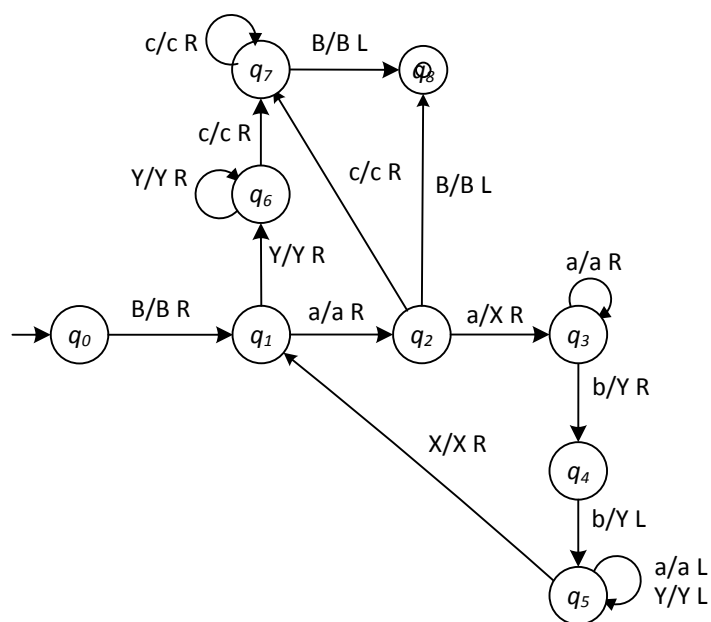 c/c R
B/B L
q7
q8
c/c R
Y/Y R
c/c R
B/B L
q6
Y/Y R
a/a R
B/B R
a/a R
a/X R
q0
q1
q2
q3
b/Y R
X/X R
q4
b/Y L
a/a L
q5
Y/Y L